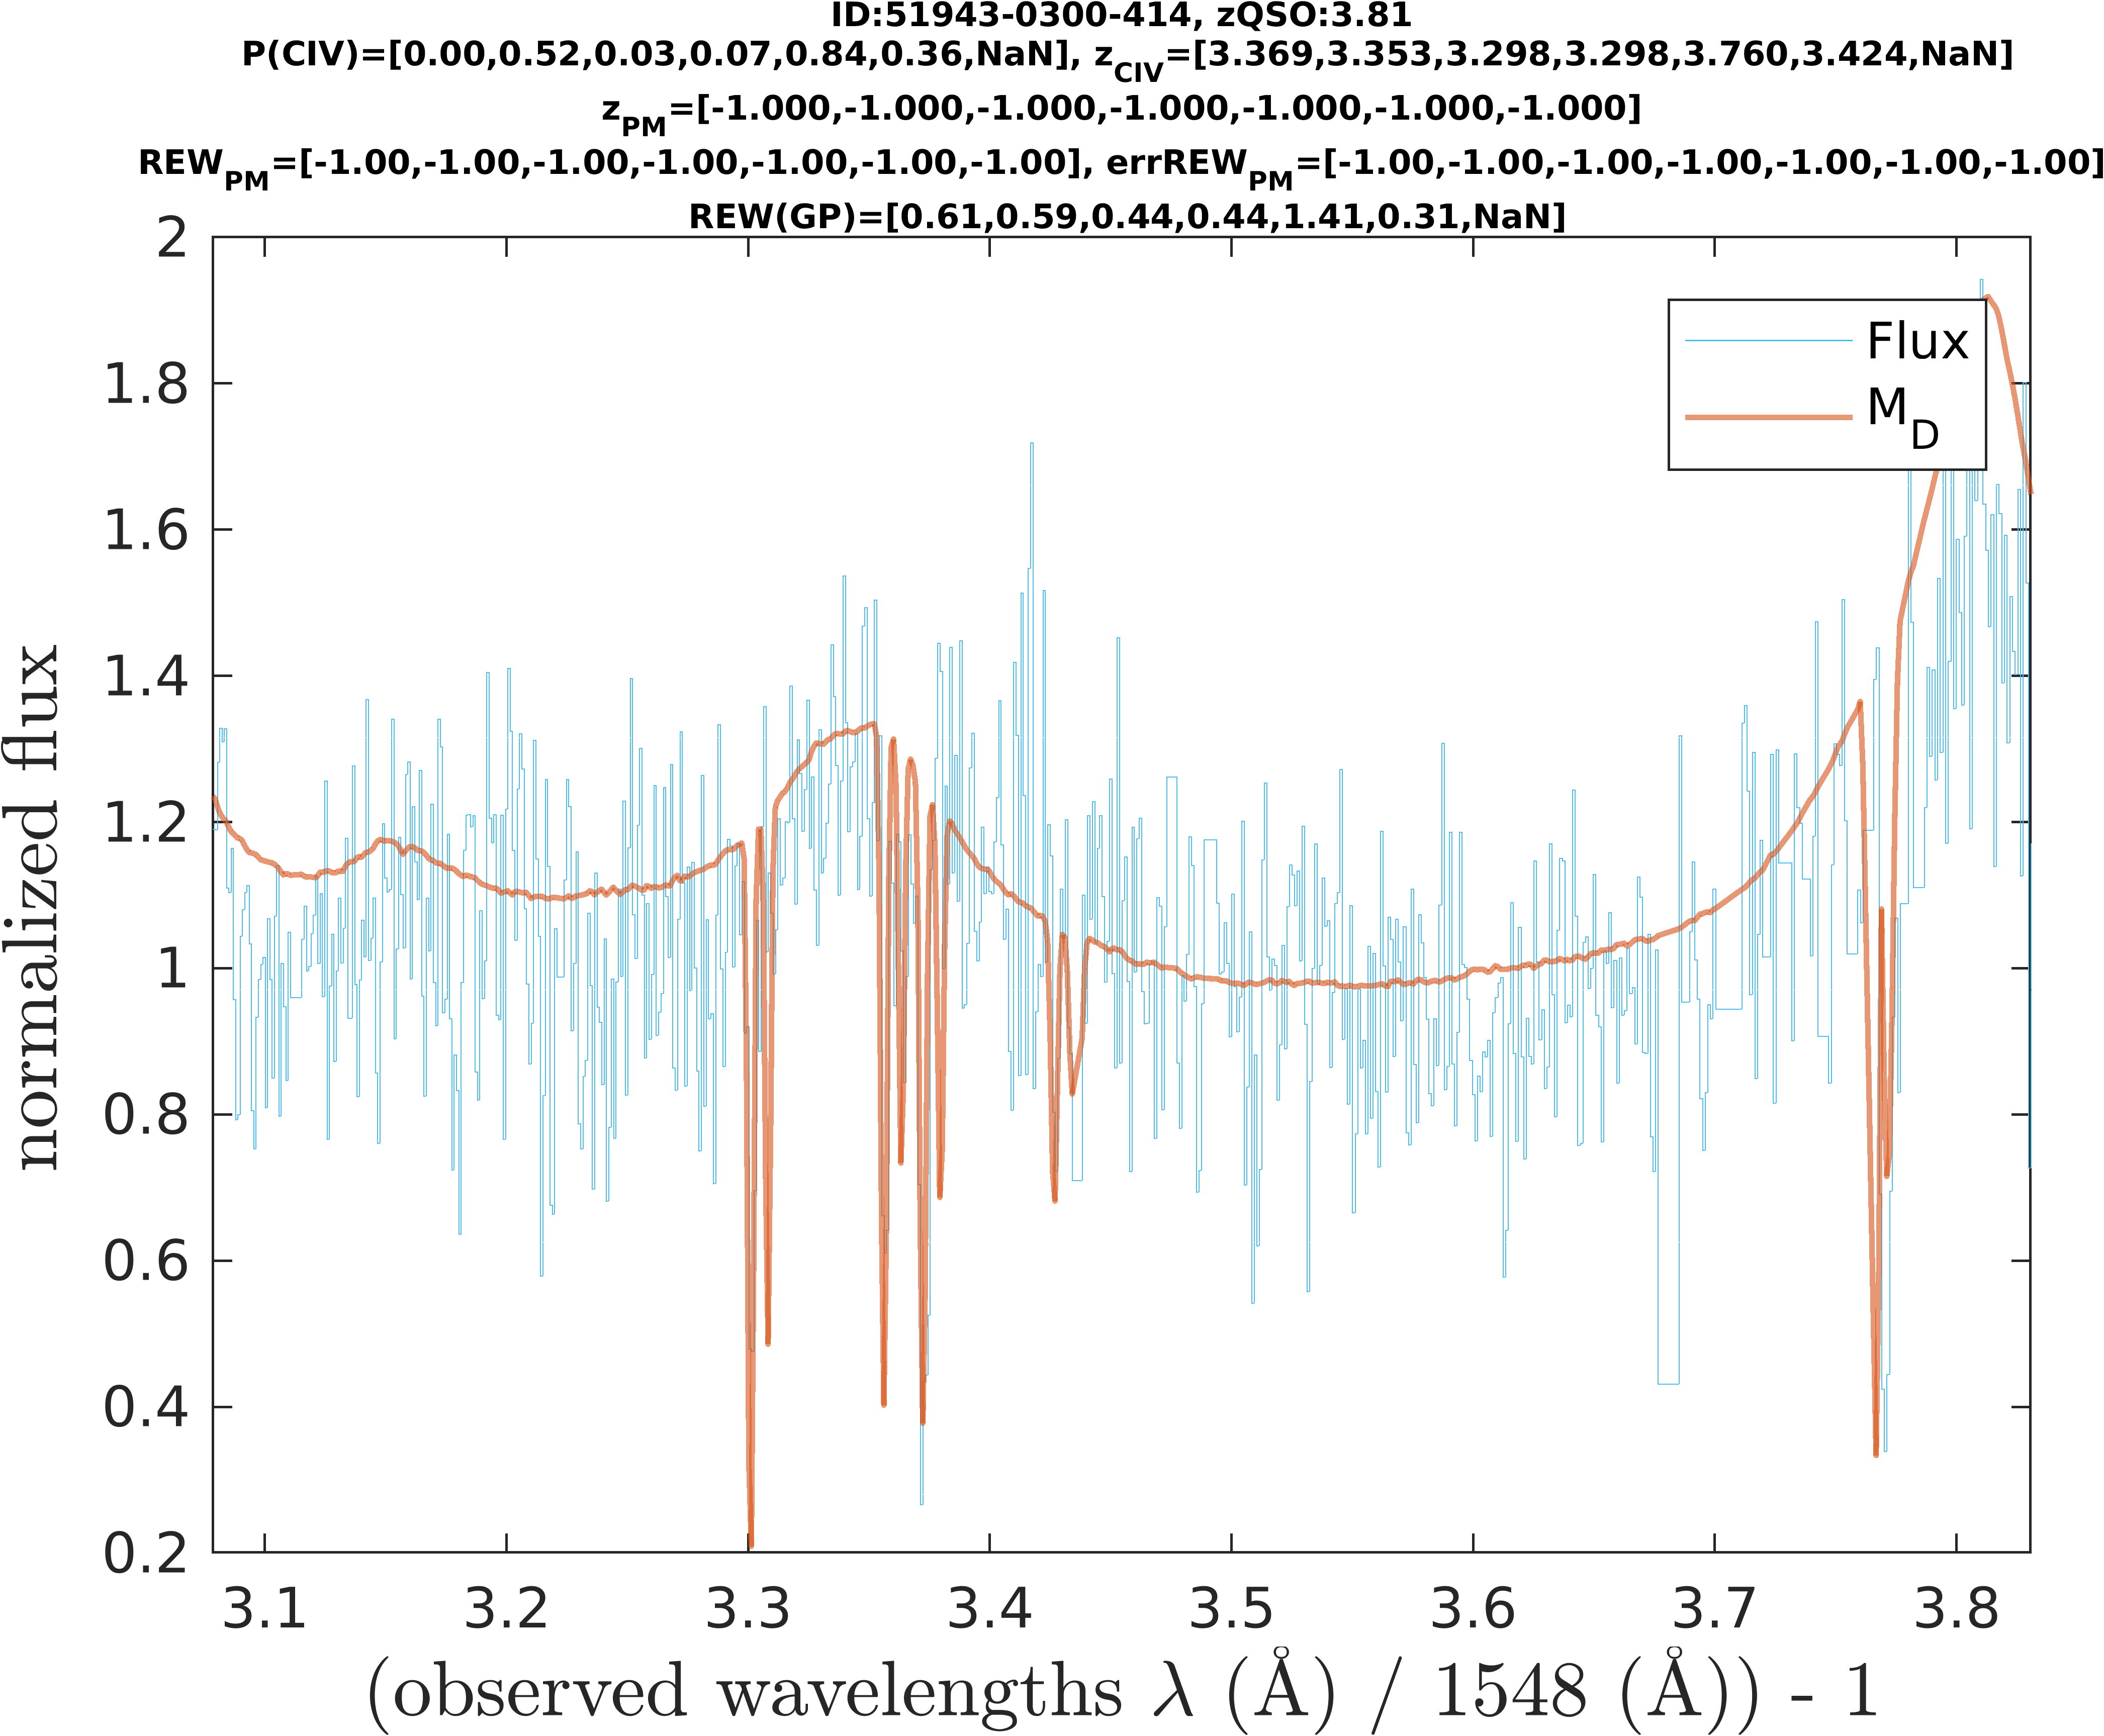 ID:51943-0300-414, zQSO:3.81
P(CIV)=[0.00,0.52,0.03,0.07,0.84,0.36,NaN], zCIV=[3.369,3.353,3.298,3.298,3.760,3.424,NaN]
zPM=[-1.000,-1.000,-1.000,-1.000,-1.000,-1.000,-1.000]
REWPM=[-1.00,-1.00,-1.00,-1.00,-1.00,-1.00,-1.00], errREWPM=[-1.00,-1.00,-1.00,-1.00,-1.00,-1.00,-1.00]
REW(GP)=[0.61,0.59,0.44,0.44,1.41,0.31,NaN]
2
1.8
1.6
1.4
1.2
1
0.8
0.6
0.4
0.2
normalized flux
Flux
MD
3.1 3.2 3.3 3.4 3.5 3.6 3.7 3.8
(observed wavelengths λ (Å) / 1548 (Å)) - 1